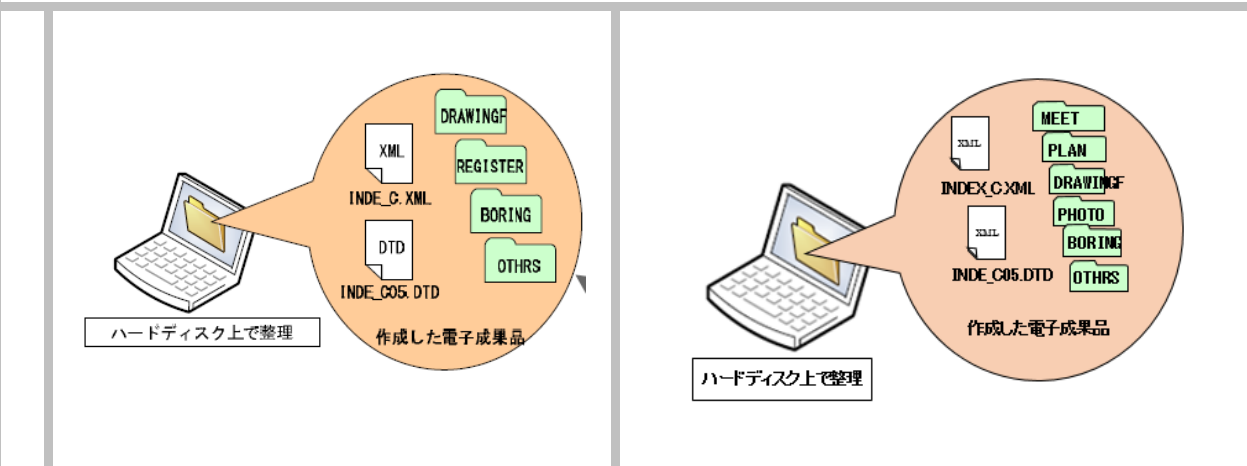 DRAWINGF
XML
REGISTER
INDE_C.XML
BORING
DTD
OTHRS
INDE_C05.DTD
ハードディスク上で整理
作成した電子成果品
MEET
XML
PLAN
INDEX_C.XML
DRAWINGF
PHOTO
XML
BORING
INDE_C05.DTD
OTHRS
作成した電子成果品
ハードディスク上で整理